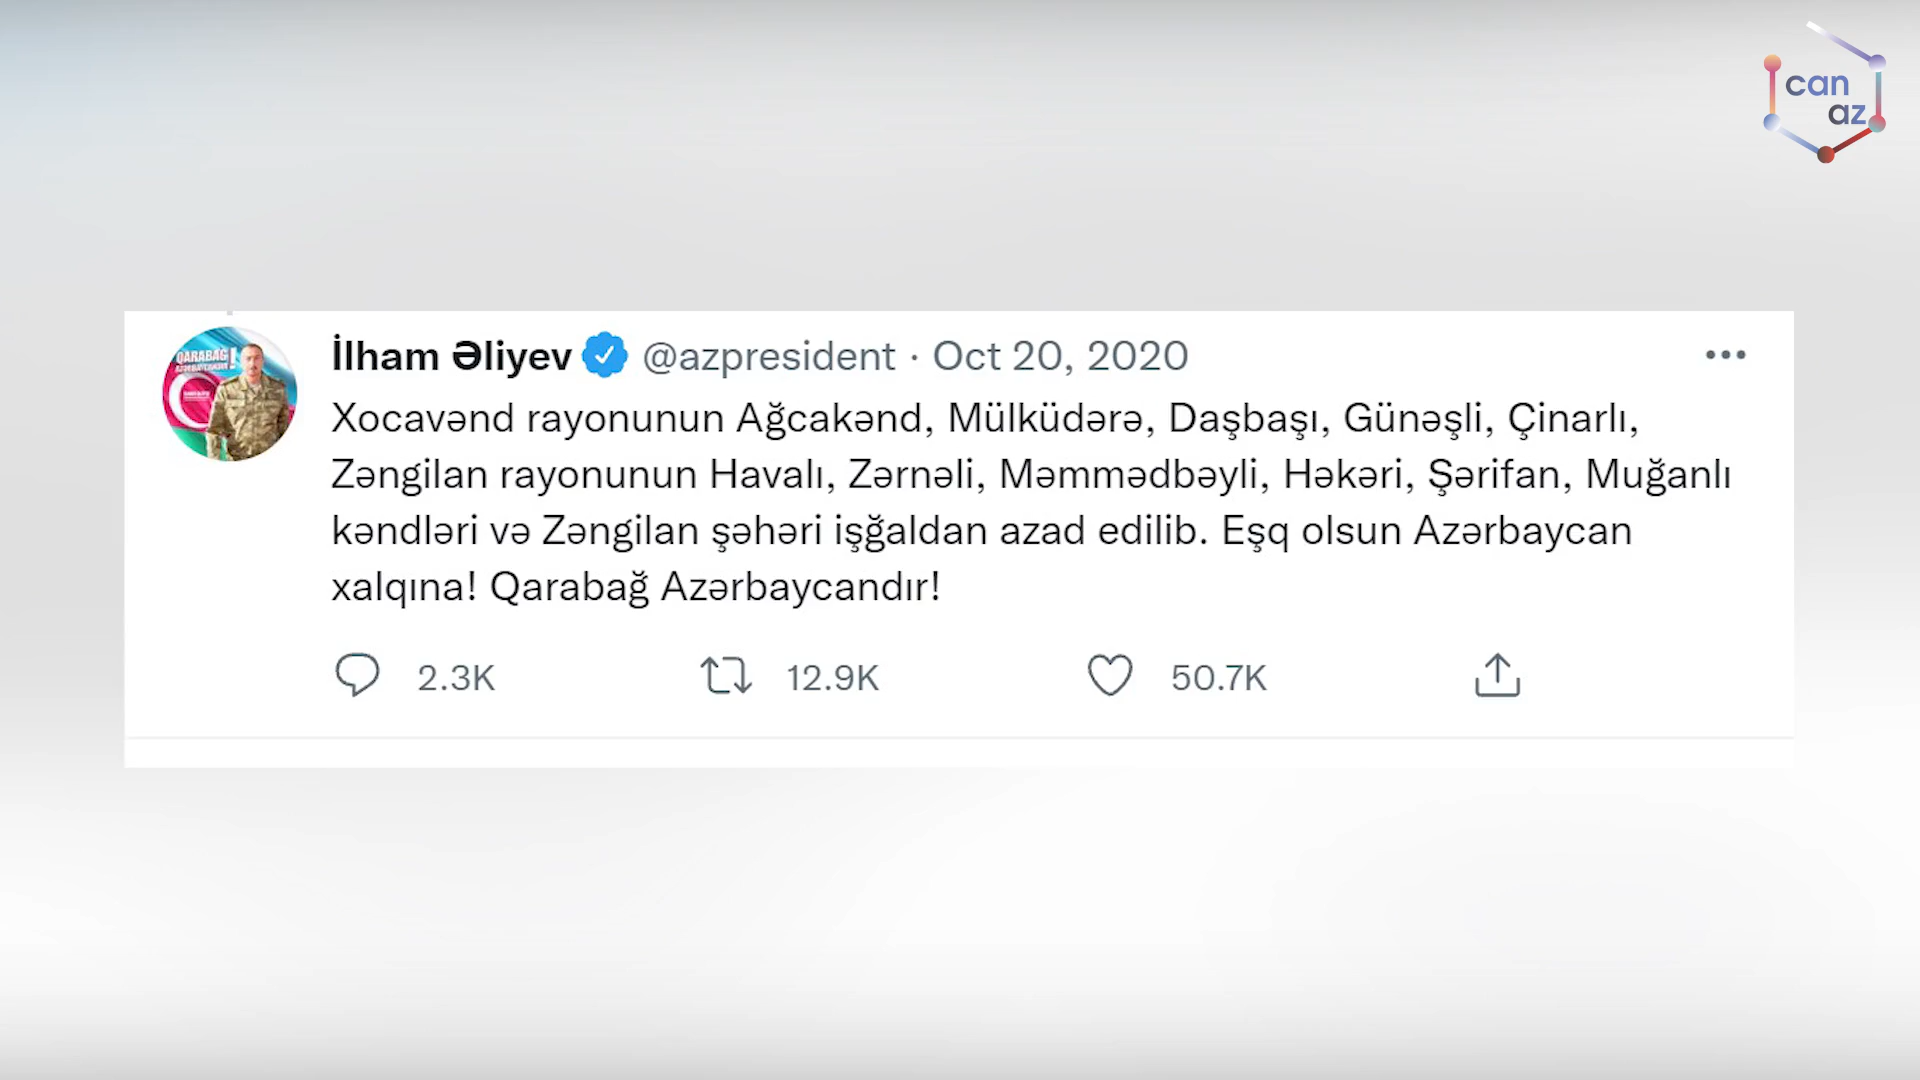 can
az
QARABAĞ!
İlham Əliyev @azpresident · Oct 20, 2020
Xocavənd rayonunun Ağcakənd, Mülküdərə, Daşbaşı, Günəşli, Çinarlı,
Zəngilan rayonunun Havalı, Zərnəli, Məmmədbəyli, Həkəri, Şərifan, Muğanlı
kəndləri və Zəngilan şəhəri işğaldan azad edilib. Eşq olsun Azərbaycan
xalqına! Qarabağ Azərbaycandır!
2.3K 12.9K 50.7K